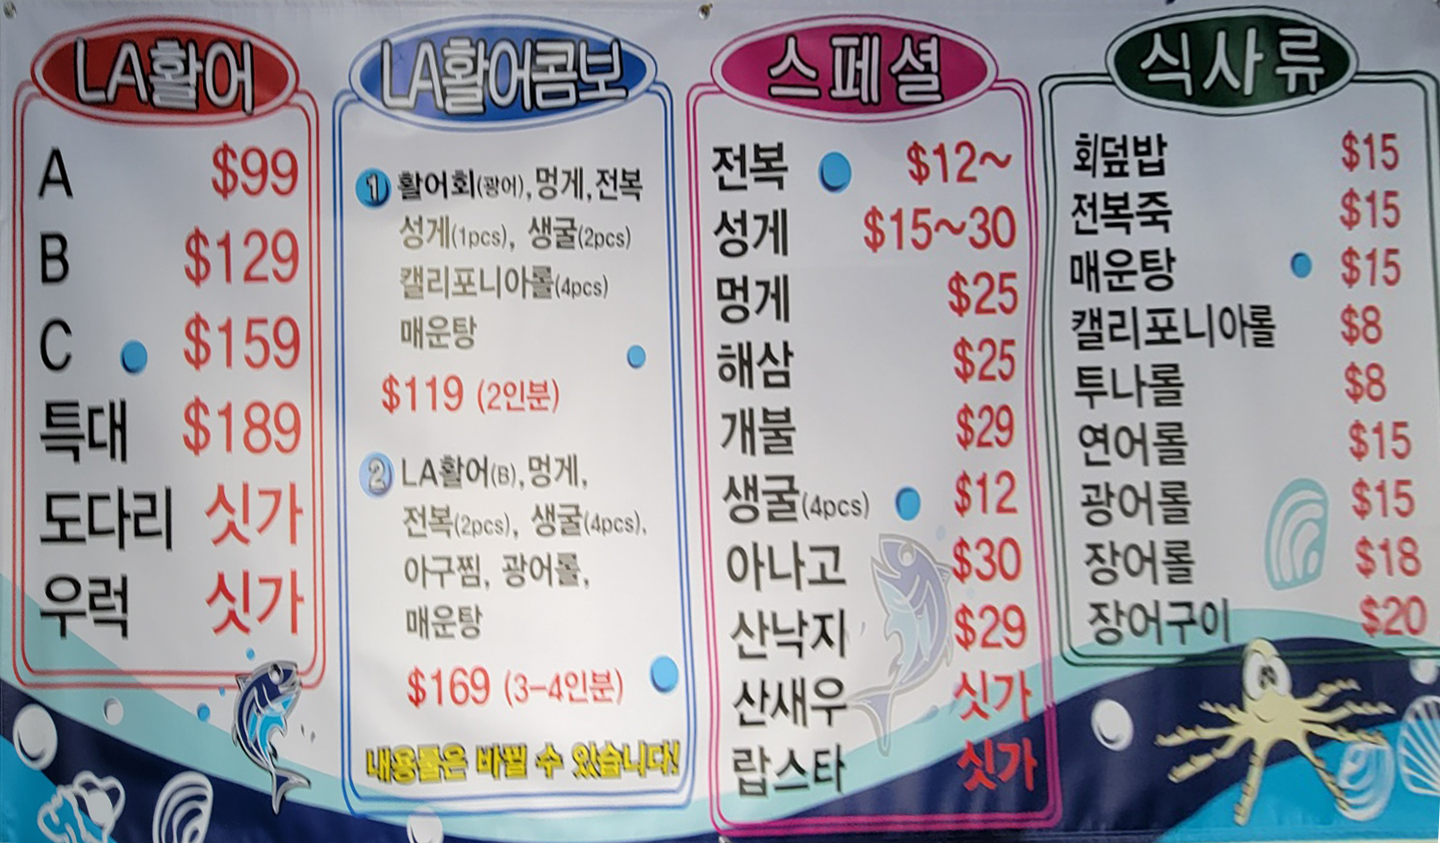 LA활어
A $99
B $129
C $159
특대 $189
도다리 싯가
우럭 싯가
LA활어콤보
1 활어회(광어), 멍게, 전복
성게(1pcs), 생굴(2pcs)
캘리포니아롤(4pcs)
매운탕
$119 (2인분)
2 LA활어(B), 멍게,
전복(2pcs), 생굴(4pcs).
아구찜, 광어롤,
매운탕
$169 (3-4인분)
내용물은 바뀔 수 있습니다!
스페셜
전복 $12~
성게 $15~30
멍게 $25
해삼 $25
개불 $29
생굴(4pcs) $12
아나고 $30
산낙지 $29
산새우 싯가
랍스타 싯가
식사류
회덮밥 $15
전복죽 $15
매운탕 $15
캘리포니아롤 $8
투나롤 $8
연어롤 $15
광어롤 $15
장어롤 $18
장어구이 $20